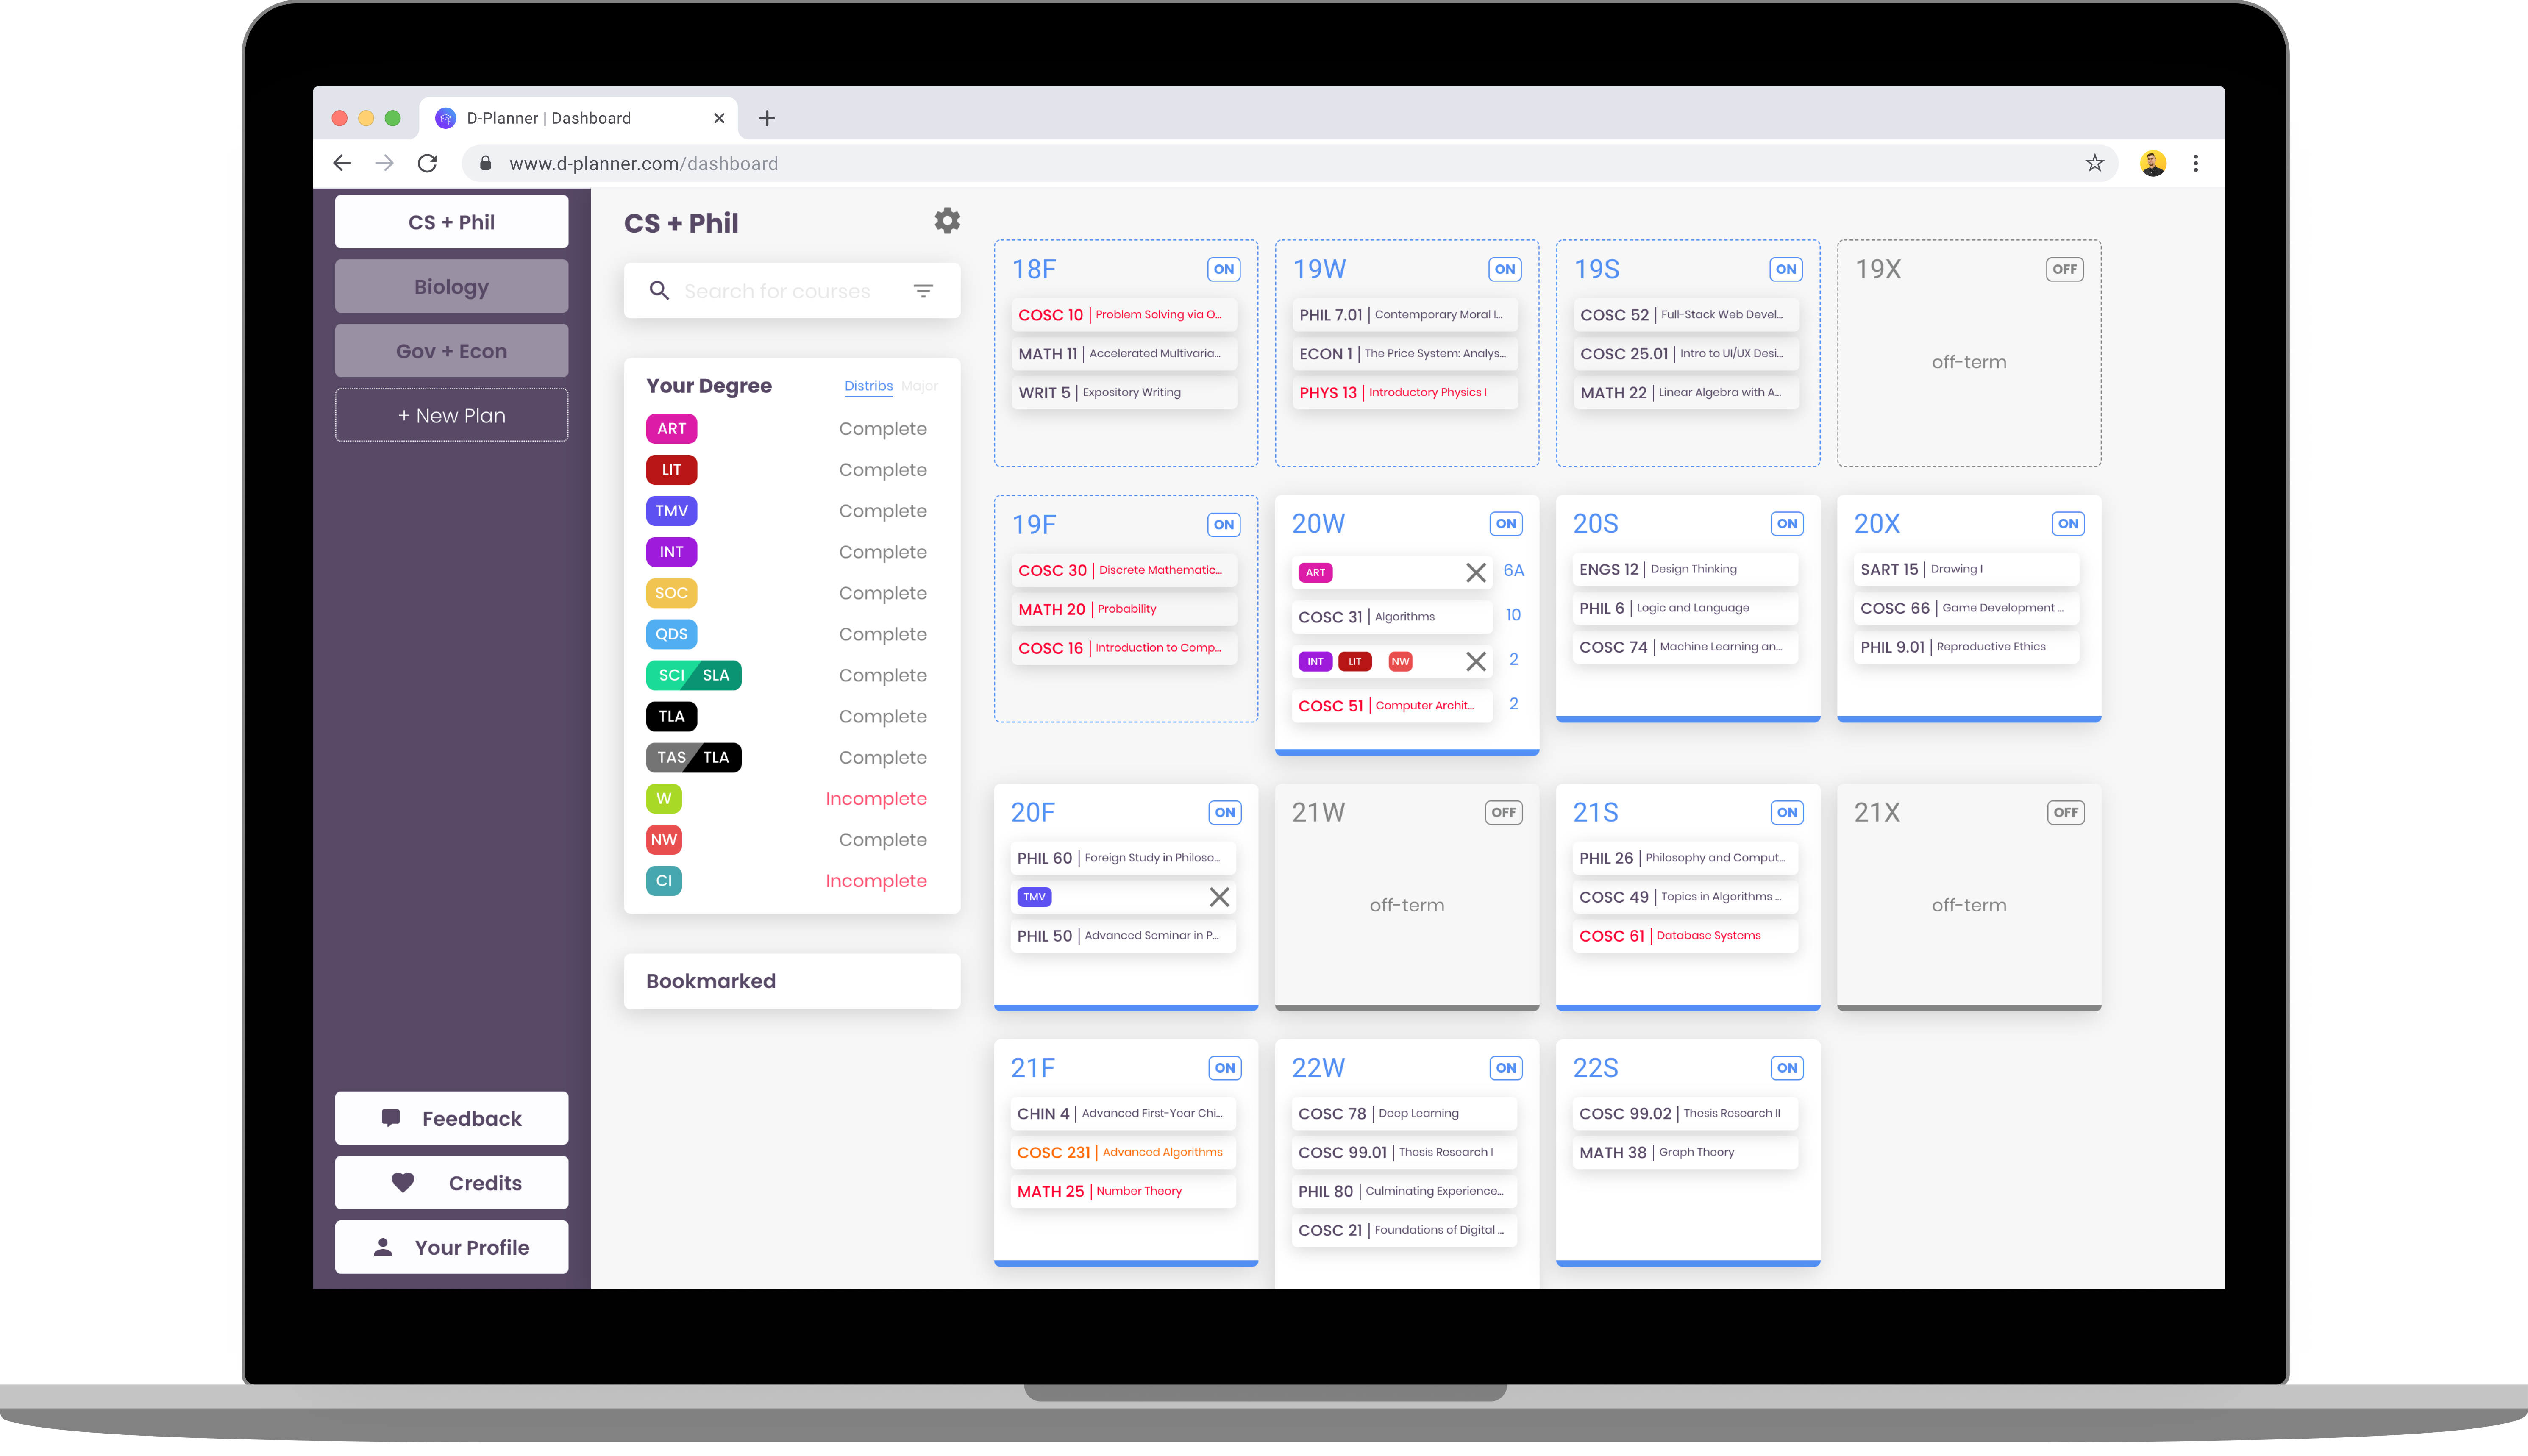 D-Planner | Dashboard
www.d-planner.com/dashboard
CS + Phil
Biology
Gov + Econ
+ New Plan
Feedback
Credits
Your Profile
CS + Phil
Search for courses
Your Degree Distribs Major
ART Complete
LIT Complete
TMV Complete
INT Complete
SOC Complete
QDS Complete
SCI SLA Complete
TLA Complete
TAS TLA Complete
W Incomplete
NW Complete
CI Incomplete
Bookmarked
18F ON
COSC 10 | Problem Solving via O...
MATH 11 | Accelerated Multivaria...
WRIT 5 | Expository Writing
19W ON
PHIL 7.01 | Contemporary Moral I...
ECON 1 | The Price System: Analys...
PHYS 13 | Introductory Physics I
19S ON
COSC 52 | Full-Stack Web Devel...
COSC 25.01 | Intro to UI/UX Desi...
MATH 22 | Linear Algebra with A...
19X OFF
off-term
19F ON
COSC 30 | Discrete Mathematic...
MATH 20 | Probability
COSC 16 | Introduction to Comp...
20W ON
ART 6A
COSC 31 | Algorithms 10
INT LIT NW 2
COSC 51 | Computer Archit... 2
20S ON
ENGS 12 | Design Thinking
PHIL 6 | Logic and Language
COSC 74 | Machine Learning an...
20X ON
SART 15 | Drawing I
COSC 66 | Game Development ...
PHIL 9.01 | Reproductive Ethics
20F ON
PHIL 60 | Foreign Study in Philoso...
TMV
PHIL 50 | Advanced Seminar in P...
21W OFF
off-term
21S ON
PHIL 26 | Philosophy and Comput...
COSC 49 | Topics in Algorithms ...
COSC 61 | Database Systems
21X OFF
off-term
21F ON
CHIN 4 | Advanced First-Year Chi...
COSC 231 | Advanced Algorithms
MATH 25 | Number Theory
22W ON
COSC 78 | Deep Learning
COSC 99.01 | Thesis Research I
PHIL 80 | Culminating Experience...
COSC 21 | Foundations of Digital ...
22S ON
COSC 99.02 | Thesis Research II
MATH 38 | Graph Theory